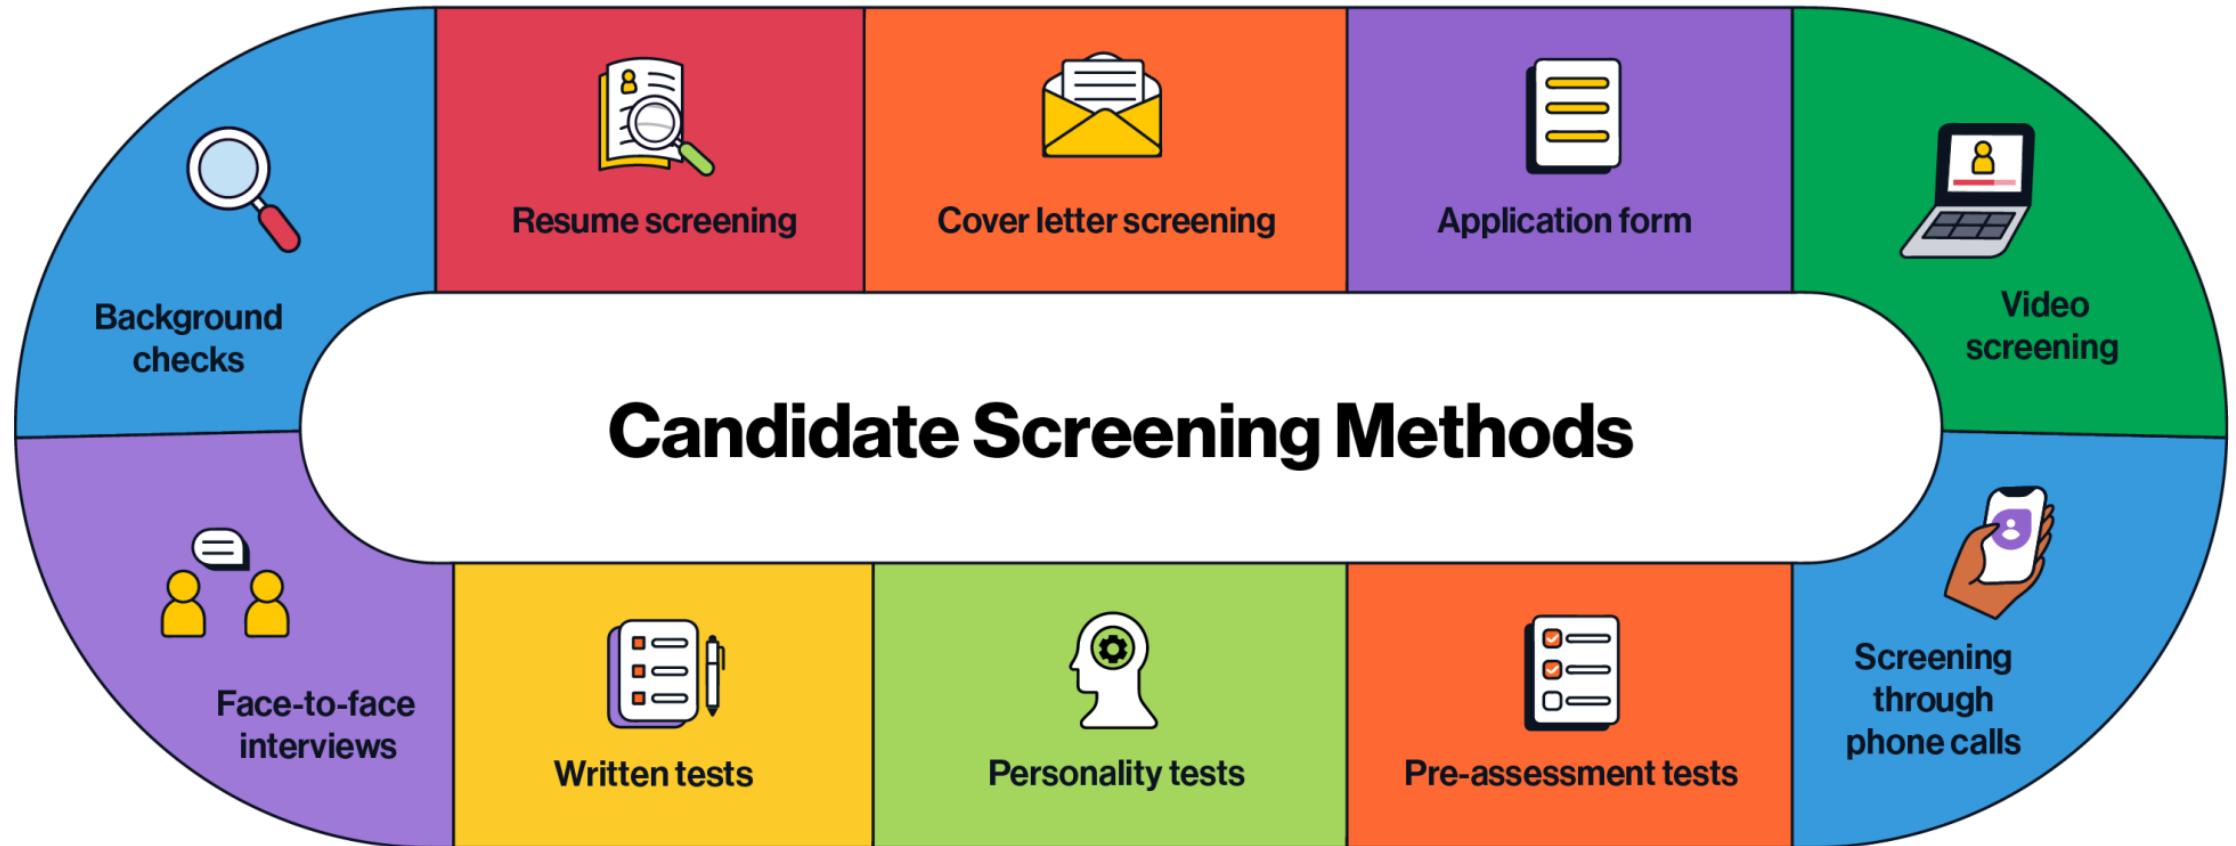 Resume screening
Cover letter screening
Application form
Video
screening
Background
checks
Candidate Screening Methods
Screening
through
phone calls
Face-to-face
interviews
Written tests
Personality tests
Pre-assessment tests